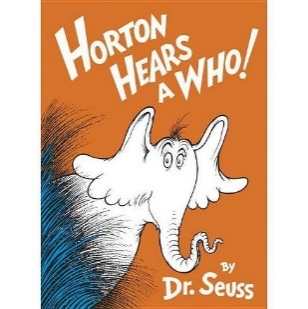 HORTON
HEARS
A WHO!
BY
DR. SEUSS